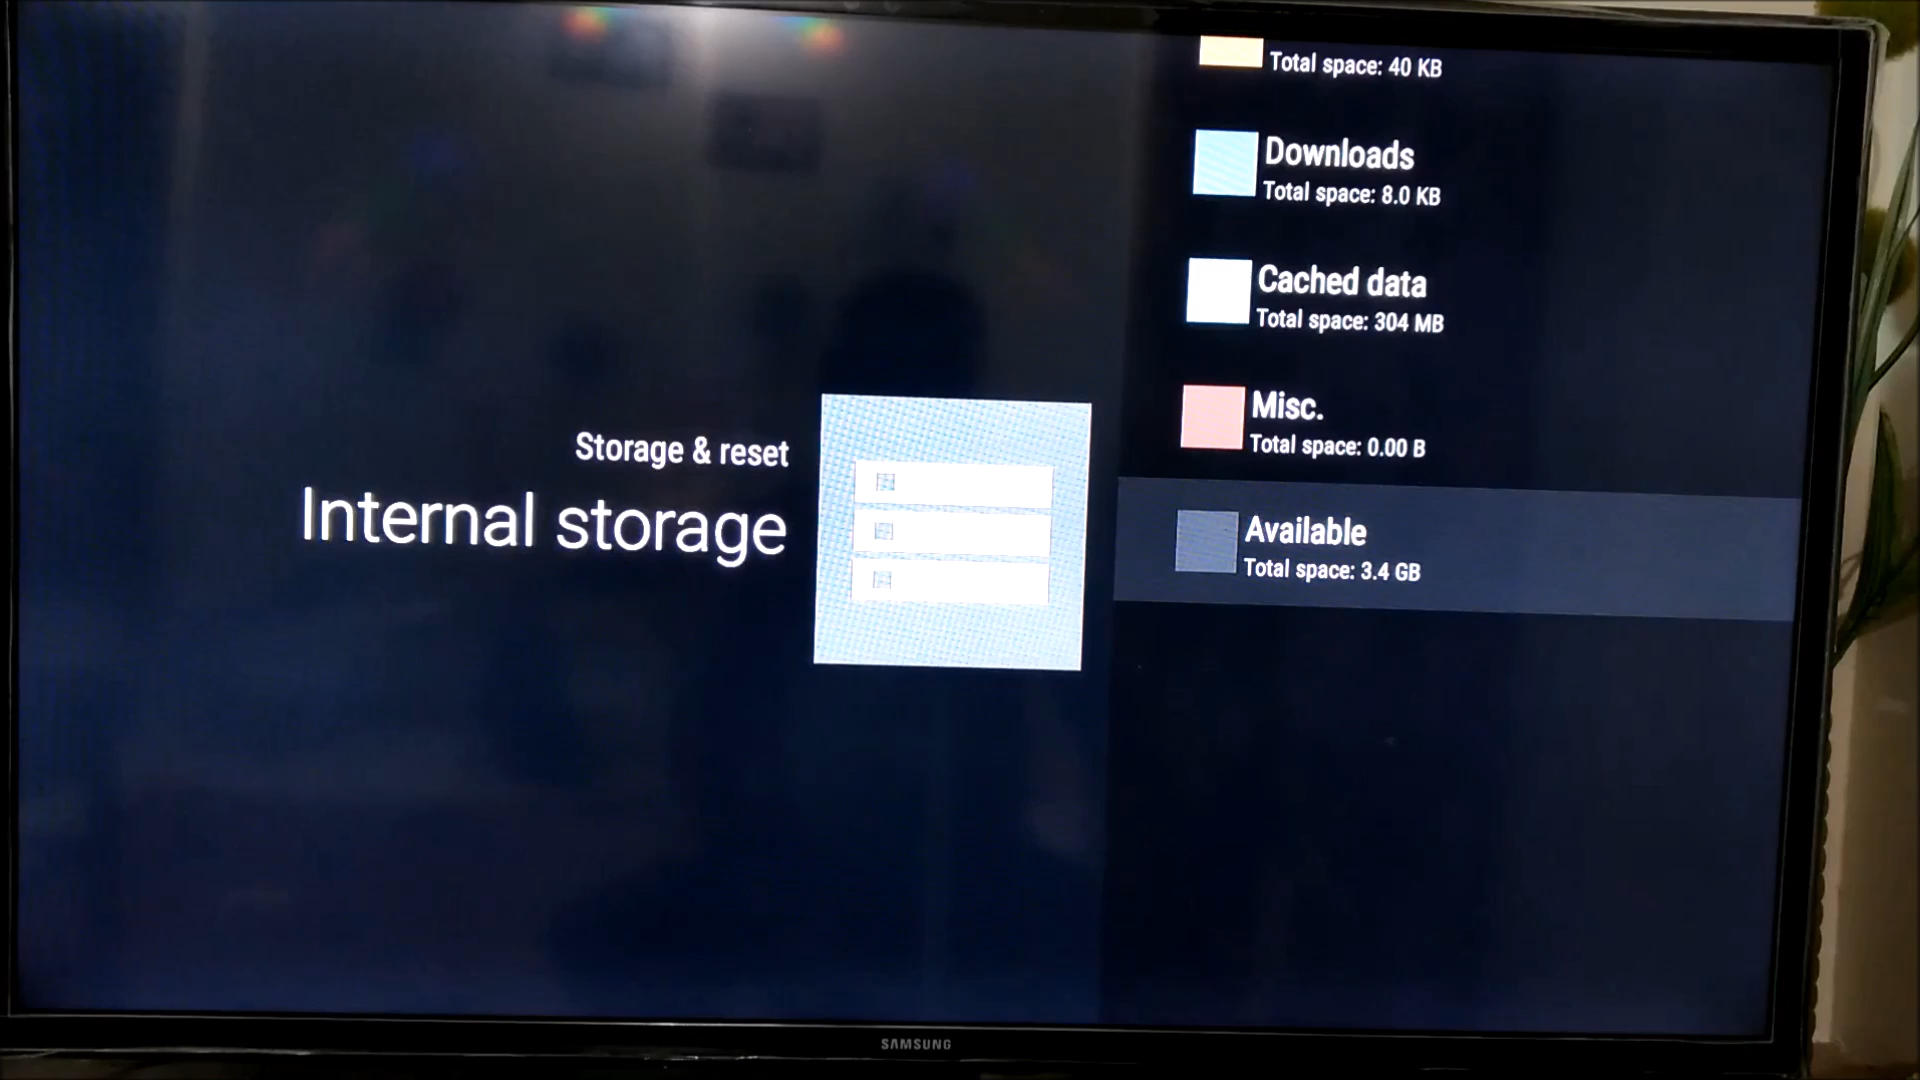 Storage & reset
Internal storage
Total space: 40 KB
Downloads
Total space: 8.0 KB
Cached data
Total space: 304 MB
Misc.
Total space: 0.00 B
Available
Total space: 3.4 GB
SAMSUNG